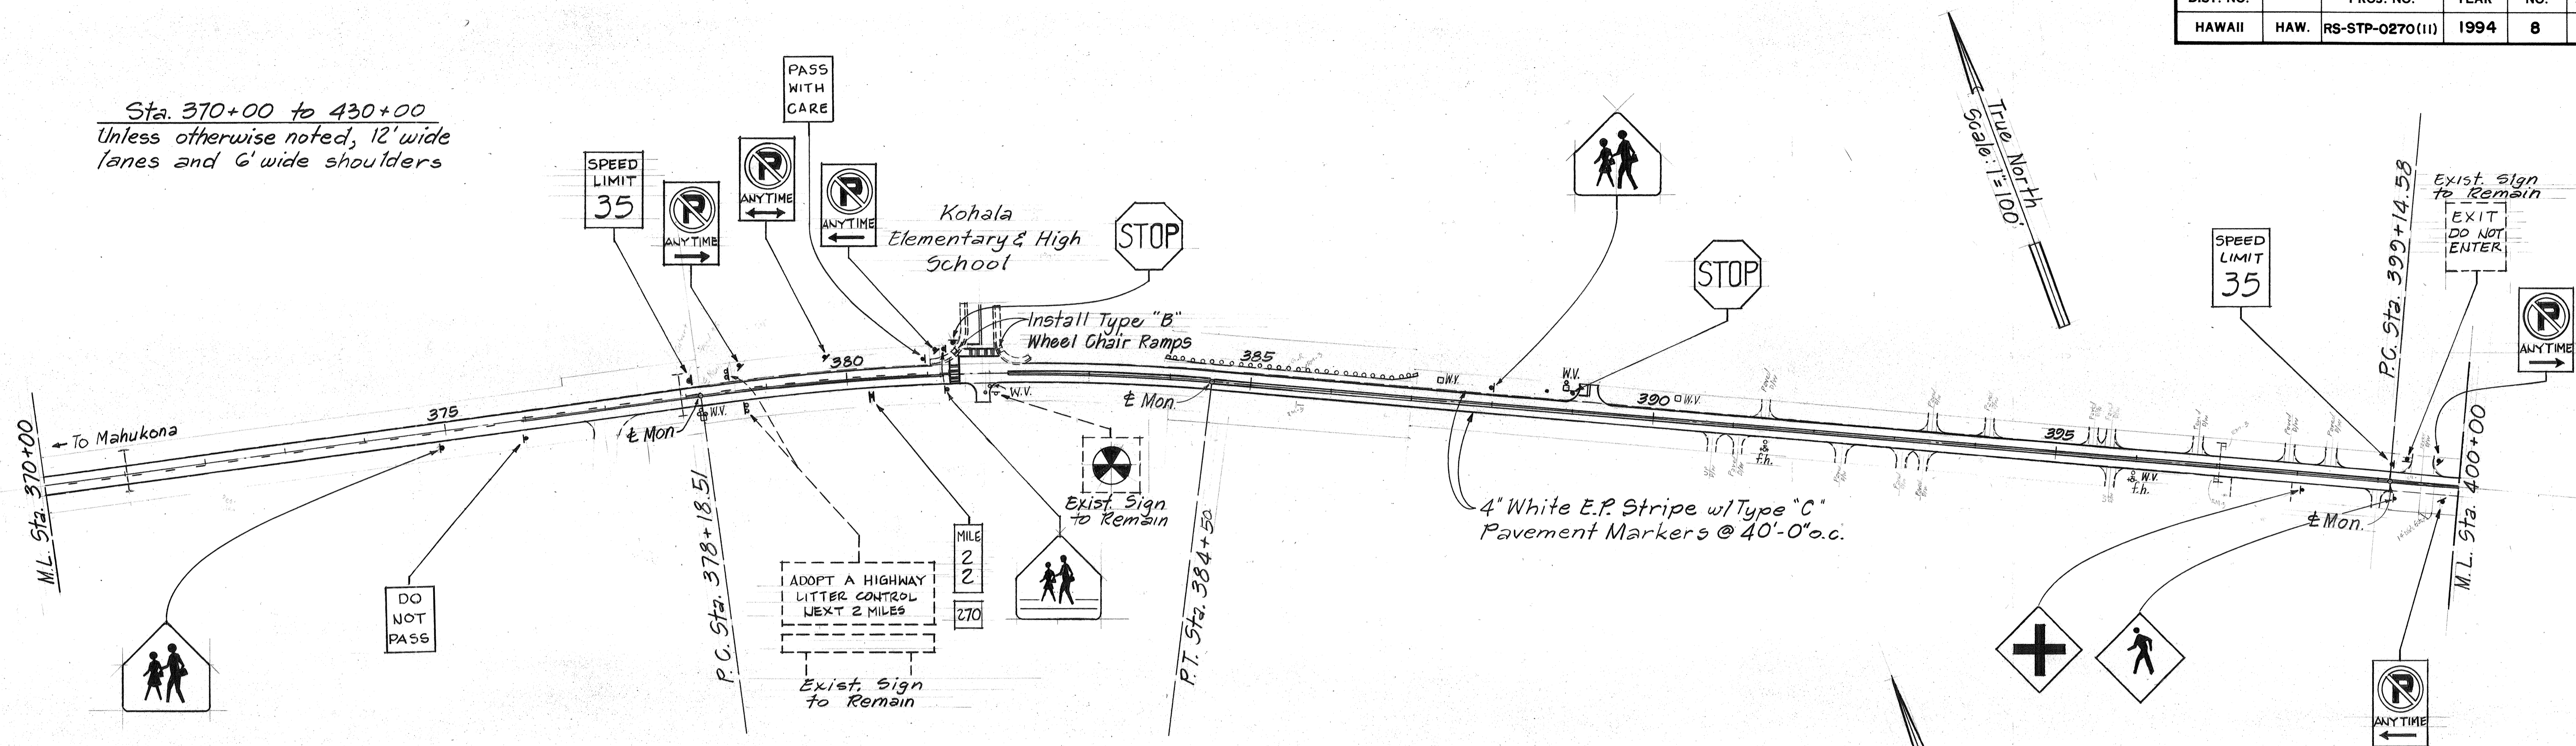 HAWAII HAW. RS-STP-0270(11) 1994 8
Sta. 370+00 to 430+00
Unless otherwise noted, 12' wide
lanes and 6' wide shoulders
SPEED
LIMIT
35
ANYTIME
ANYTIME
PASS
WITH
CARE
ANYTIME
Kohala
Elementary & High
School
STOP
Install Type "B"
Wheel Chair Ramps
STOP
True North
Scale: 1"=100'
SPEED
LIMIT
35
P.C. Sta. 399+14.58
Exist. Sign
to Remain
EXIT
DO NOT
ENTER
ANYTIME
M.L. Sta. 370+00
To Mahukona
375
380
385
390
395
℄ Mon.
W.V.
W.V.
℄ Mon.
W.V.
W.V.
W.V.
f.h.
W.V.
f.h.
℄ Mon.
M.L. Sta. 400+00
DO
NOT
PASS
P.C. Sta. 378+18.51
ADOPT A HIGHWAY
LITTER CONTROL
NEXT 2 MILES
Exist. Sign
to Remain
MILE
2
2
270
Exist. Sign
to Remain
P.T. Sta. 384+50
4" White E.P. Stripe w/ Type "C"
Pavement Markers @ 40'-0" o.c.
ANYTIME